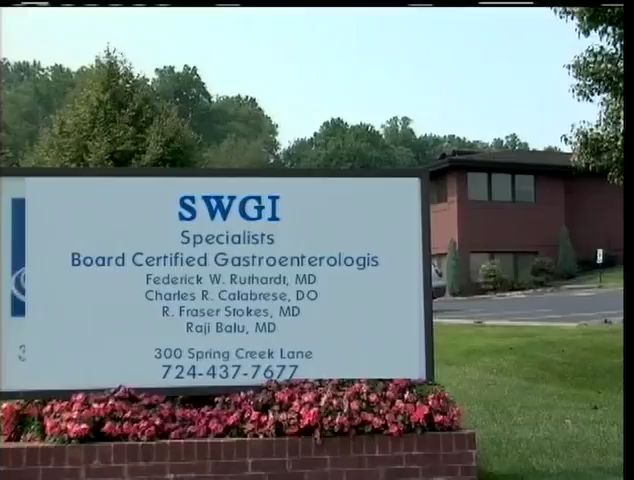 SWGI
Specialists
Board Certified Gastroenterologis
Federick W. Ruthardt, MD
Charles R. Calabrese, DO
R. Fraser Stokes, MD
Raji Balu, MD
300 Spring Creek Lane
724-437-7677